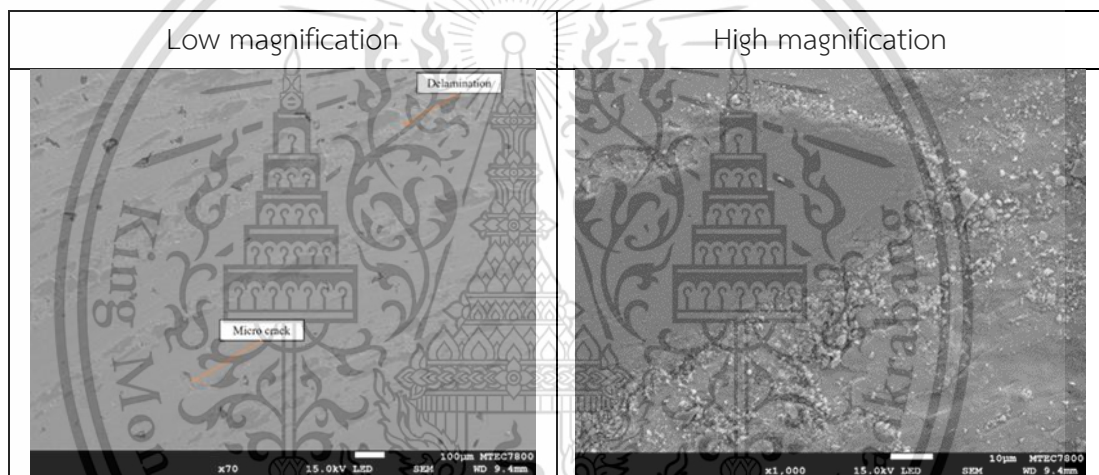 Low magnification
High magnification
Delamination
Micro crack
King Mon
krabang
100µm MTEC7800
x70 15.0kV LED SEM WD 9.4mm
10µm MTEC7800
x1,000 15.0kV LED SEM WD 9.4mm